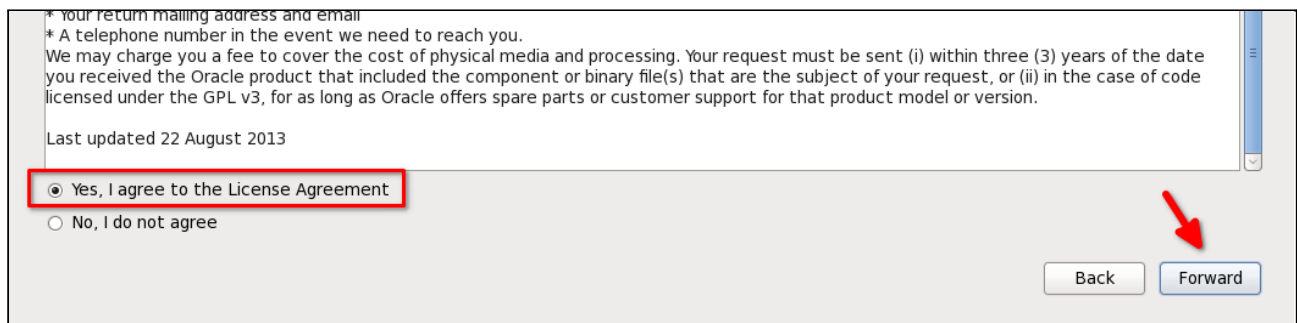 * Your return mailing address and email
* A telephone number in the event we need to reach you.
We may charge you a fee to cover the cost of physical media and processing. Your request must be sent (i) within three (3) years of the date
you received the Oracle product that included the component or binary file(s) that are the subject of your request, or (ii) in the case of code
licensed under the GPL v3, for as long as Oracle offers spare parts or customer support for that product model or version.
Last updated 22 August 2013
Yes, I agree to the License Agreement
No, I do not agree
Back Forward